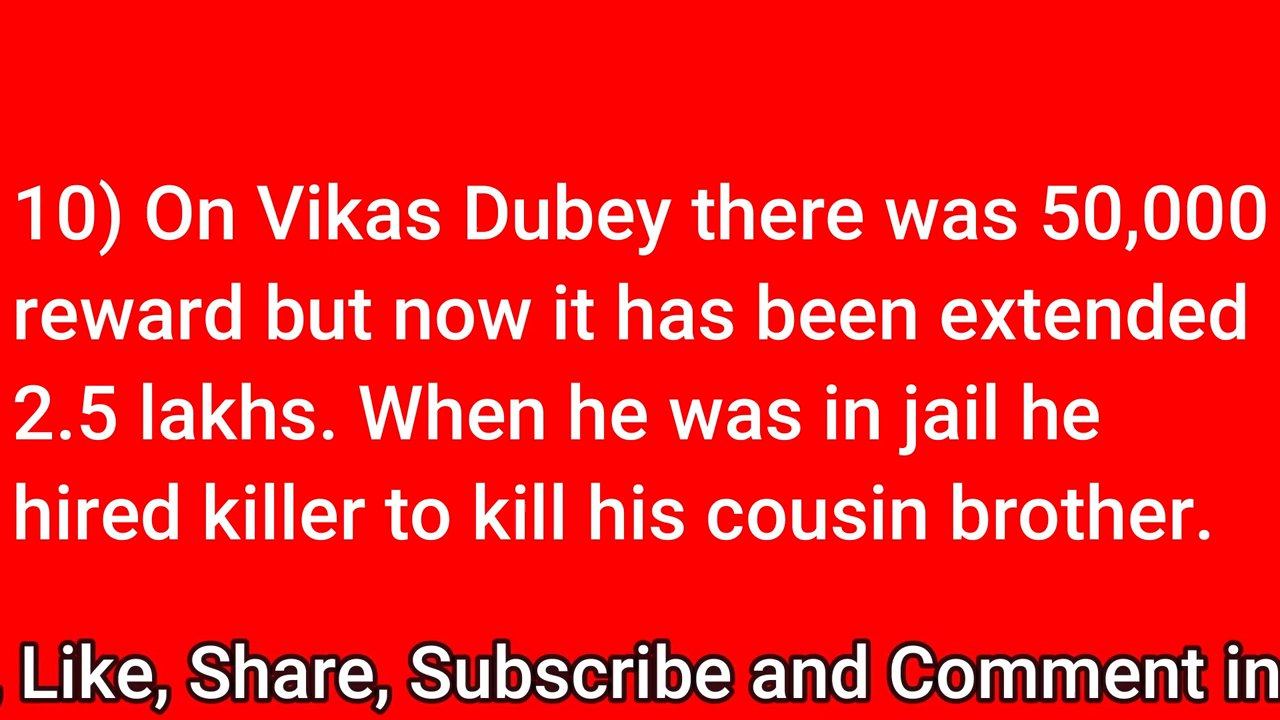 10) On Vikas Dubey there was 50,000
reward but now it has been extended
2.5 lakhs. When he was in jail he
hired killer to kill his cousin brother.
, Like, Share, Subscribe and Comment in